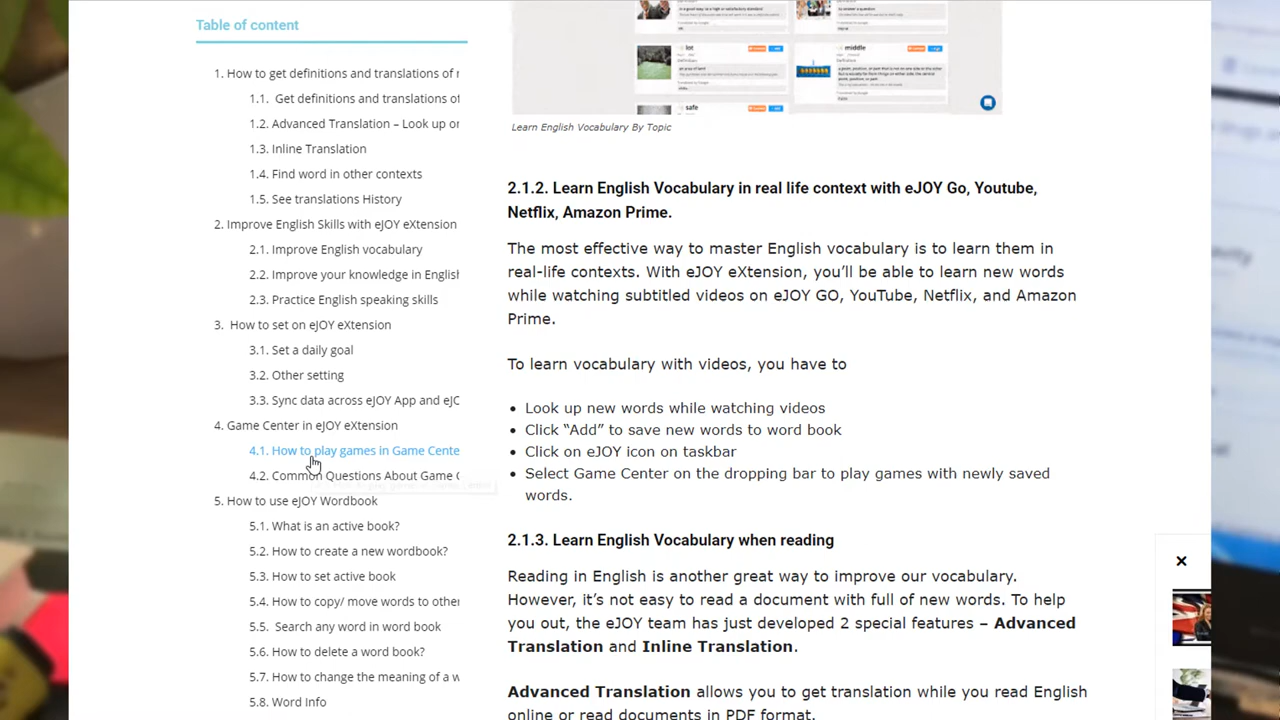 Table of content
1. How to get definitions and translations of
1.1. Get definitions and translations of
1.2. Advanced Translation – Look up
1.3. Inline Translation
1.4. Find word in other contexts
1.5. See translations History
2. Improve English Skills with eJOY eXtension
2.1. Improve English vocabulary
2.2. Improve your knowledge in English
2.3. Practice English speaking skills
3. How to set on eJOY eXtension
3.1. Set a daily goal
3.2. Other setting
3.3. Sync data across eJOY App and eJO
4. Game Center in eJOY eXtension
4.1. How to play games in Game Cente
4.2. Common Questions About Game
5. How to use eJOY Wordbook
5.1. What is an active book?
5.2. How to create a new wordbook?
5.3. How to set active book
5.4. How to copy/ move words to other
5.5. Search any word in word book
5.6. How to delete a word book?
5.7. How to change the meaning of a w
5.8. Word Info
lot
middle
safe
Learn English Vocabulary By Topic
2.1.2. Learn English Vocabulary in real life context with eJOY Go, Youtube,
Netflix, Amazon Prime.
The most effective way to master English vocabulary is to learn them in
real-life contexts. With eJOY eXtension, you’ll be able to learn new words
while watching subtitled videos on eJOY GO, YouTube, Netflix, and Amazon
Prime.
To learn vocabulary with videos, you have to
• Look up new words while watching videos
• Click “Add” to save new words to word book
• Click on eJOY icon on taskbar
• Select Game Center on the dropping bar to play games with newly saved
words.
2.1.3. Learn English Vocabulary when reading
Reading in English is another great way to improve our vocabulary.
However, it’s not easy to read a document with full of new words. To help
you out, the eJOY team has just developed 2 special features – Advanced
Translation and Inline Translation.
Advanced Translation allows you to get translation while you read English
online or read documents in PDF format.